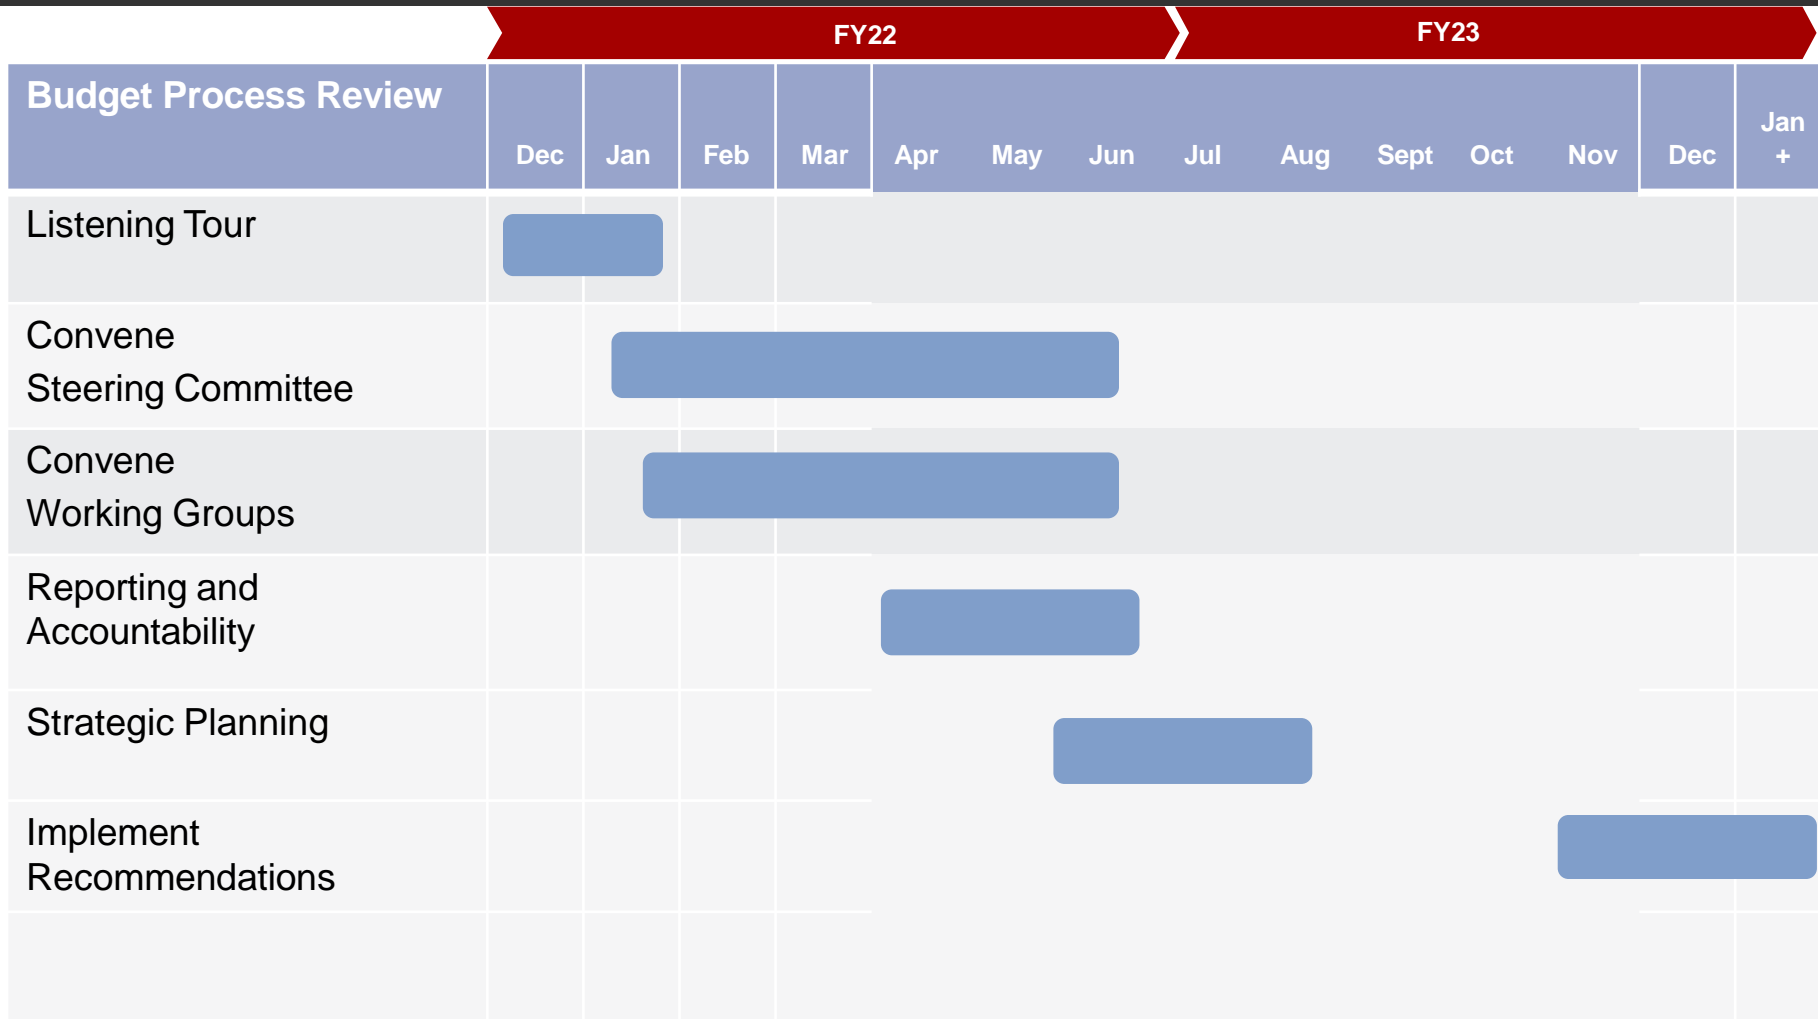 FY22
FY23
Budget Process Review
Dec
Jan
Feb
Mar
Apr
May
Jun
Jul
Aug
Sept
Oct
Nov
Dec
Jan
+
Listening Tour
Convene
Steering Committee
Convene
Working Groups
Reporting and
Accountability
Strategic Planning
Implement
Recommendations